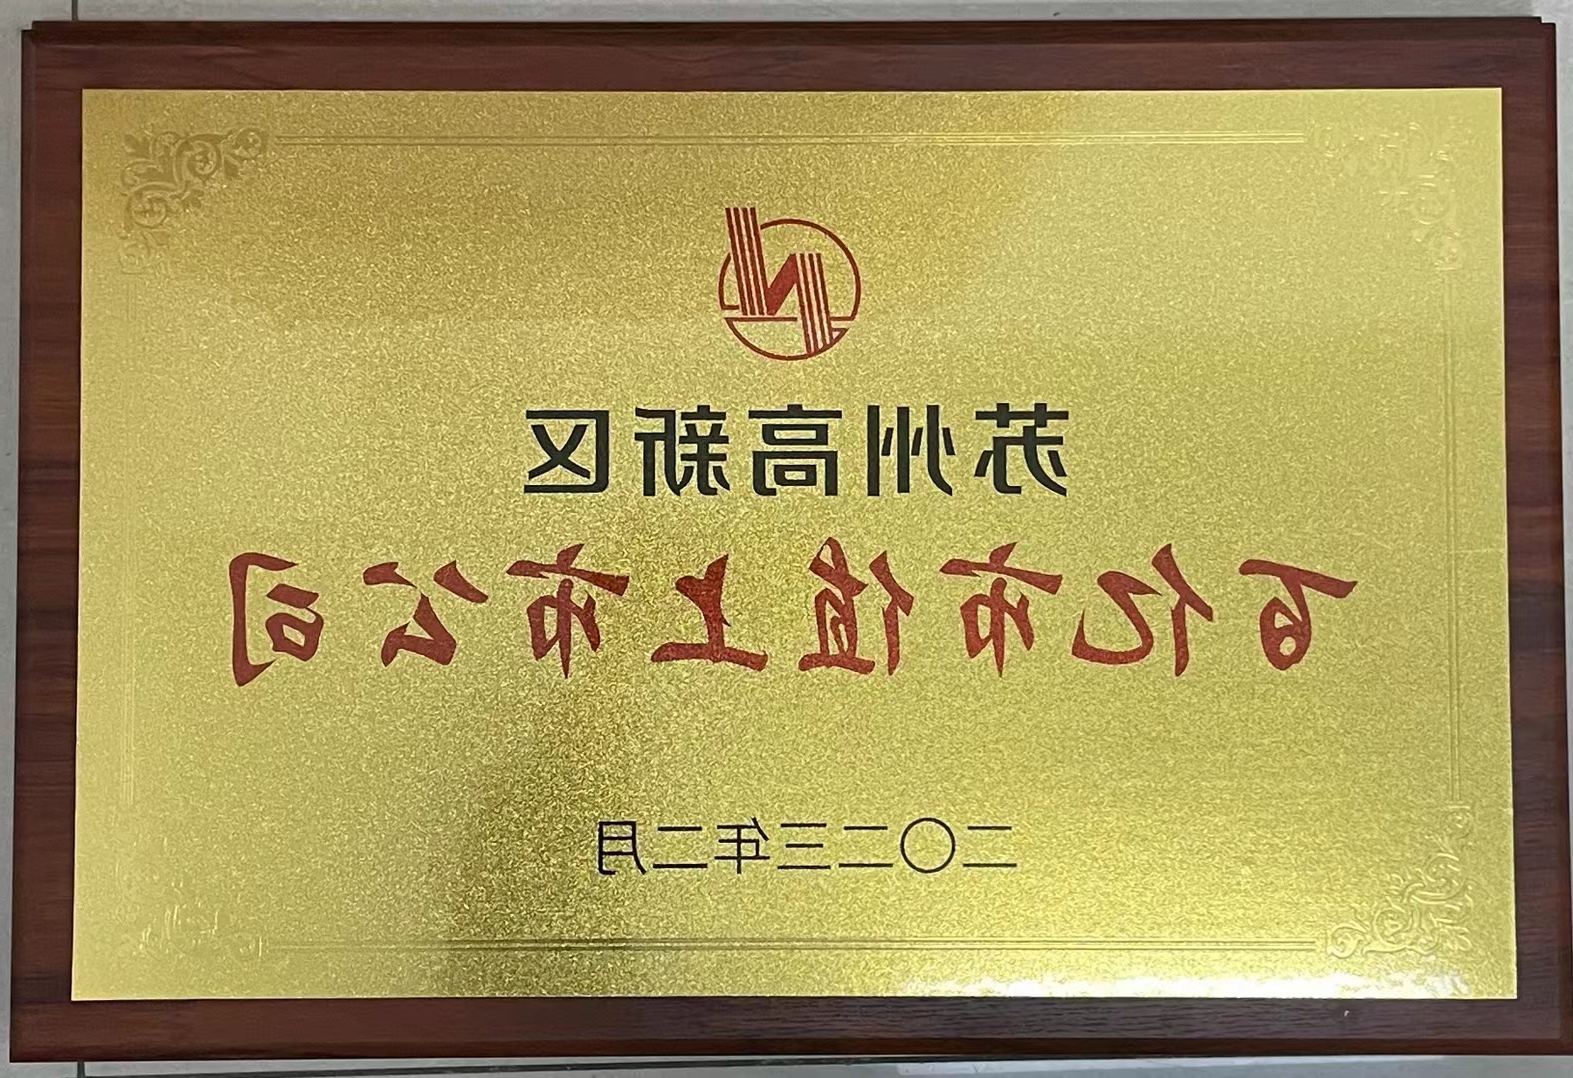 苏州高新区
百亿市值上市公司
二〇二三年二月